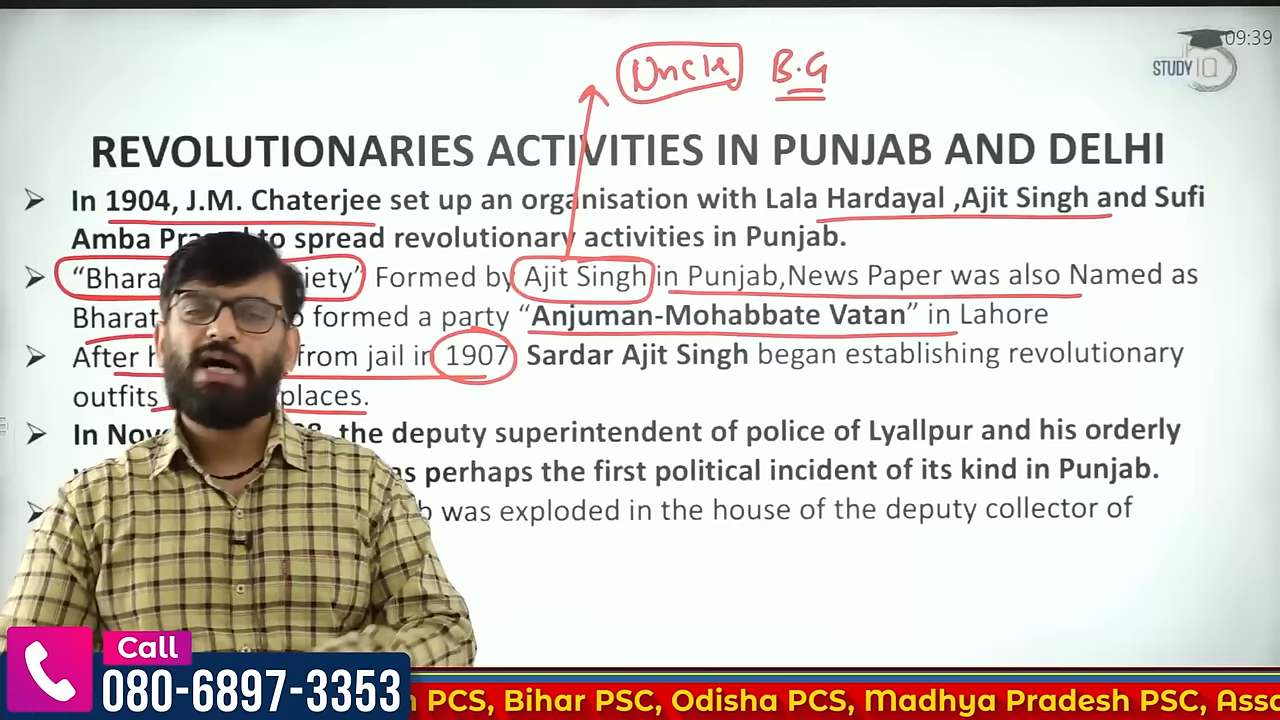 09:39
STUDY IQ
Uncle B.G
REVOLUTIONARIES ACTIVITIES IN PUNJAB AND DELHI
In 1904, J.M. Chaterjee set up an organisation with Lala Hardayal ,Ajit Singh and Sufi
Amba to spread revolutionary activities in Punjab.
“Bhara iety” Formed by Ajit Singh in Punjab,News Paper was also Named as
Bharat formed a party “Anjuman-Mohabbate Vatan” in Lahore
After from jail in 1907 Sardar Ajit Singh began establishing revolutionary
outfits places.
In Nov the deputy superintendent of police of Lyallpur and his orderly
as perhaps the first political incident of its kind in Punjab.
b was exploded in the house of the deputy collector of
Call
080-6897-3353
PCS, Bihar PSC, Odisha PCS, Madhya Pradesh PSC, Assa